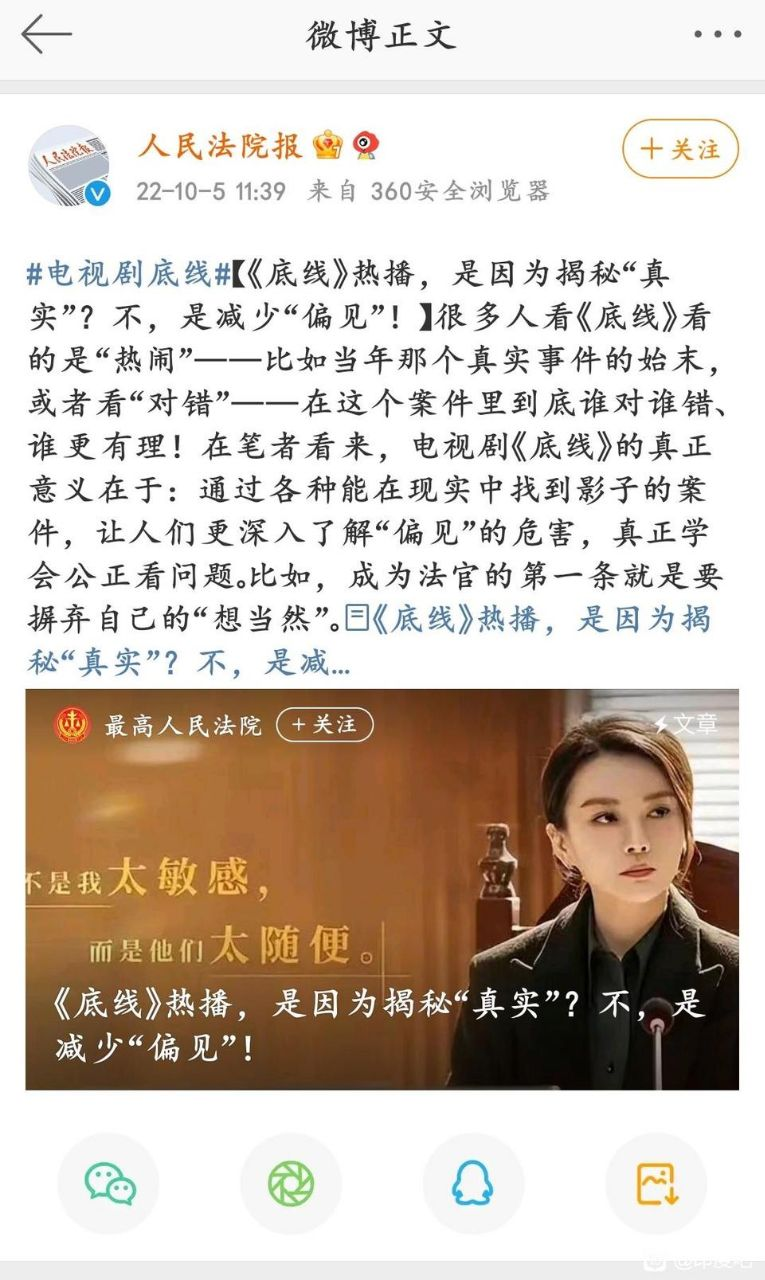 微博正文
人民法院报
人民法院报
+关注
22-10-5 11:39 来自 360安全浏览器
#电视剧底线#【《底线》热播，是因为揭秘“真
实”？不，是减少“偏见”！】很多人看《底线》看
的是“热闹”——比如当年那个真实事件的始末，
或者看“对错”——在这个案件里到底谁对谁错、
谁更有理！在笔者看来，电视剧《底线》的真正
意义在于：通过各种能在现实中找到影子的案
件，让人们更深入了解“偏见”的危害，真正学
会公正看问题。比如，成为法官的第一条就是要
摒弃自己的“想当然”。《底线》热播，是因为揭
秘“真实”？不，是减...
最高人民法院 +关注 文章
不是我太敏感，
而是他们太随便。
《底线》热播，是因为揭秘“真实”？不，是
减少“偏见”！